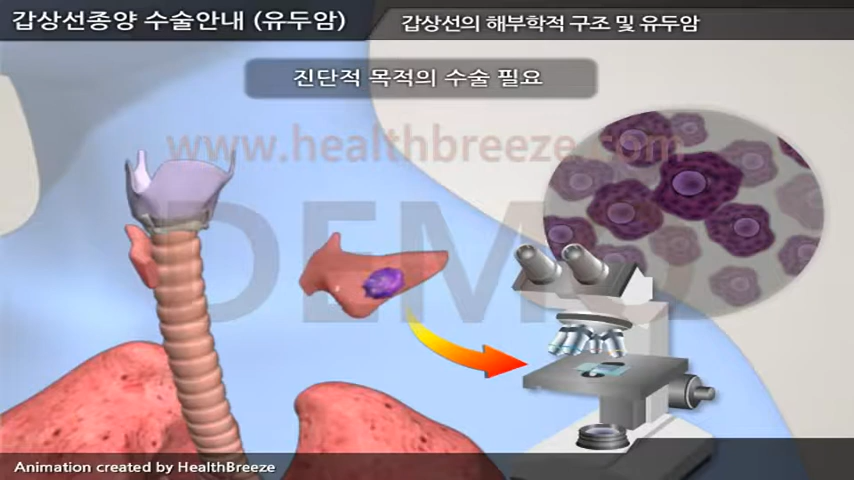 갑상선종양 수술안내 (유두암)
갑상선의 해부학적 구조 및 유두암
진단적 목적의 수술 필요
www.healthbreeze.com
DEMO
Animation created by HealthBreeze